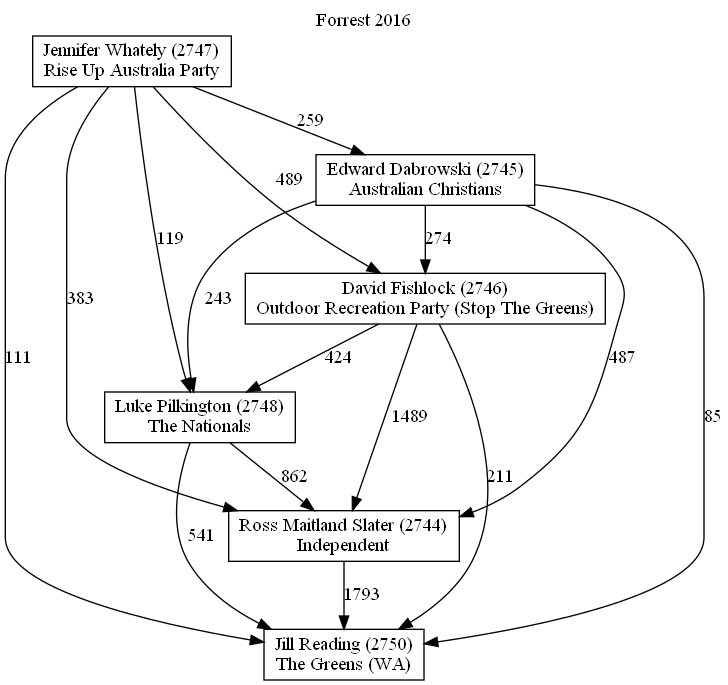 Forrest 2016
Jennifer Whately (2747)
Rise Up Australia Party
259
Edward Dabrowski (2745)
Australian Christians
489
119
274
383
243
David Fishlock (2746)
Outdoor Recreation Party (Stop The Greens)
111
424
487
Luke Pilkington (2748)
The Nationals
1489
85
862
211
Ross Maitland Slater (2744)
Independent
541
1793
Jill Reading (2750)
The Greens (WA)